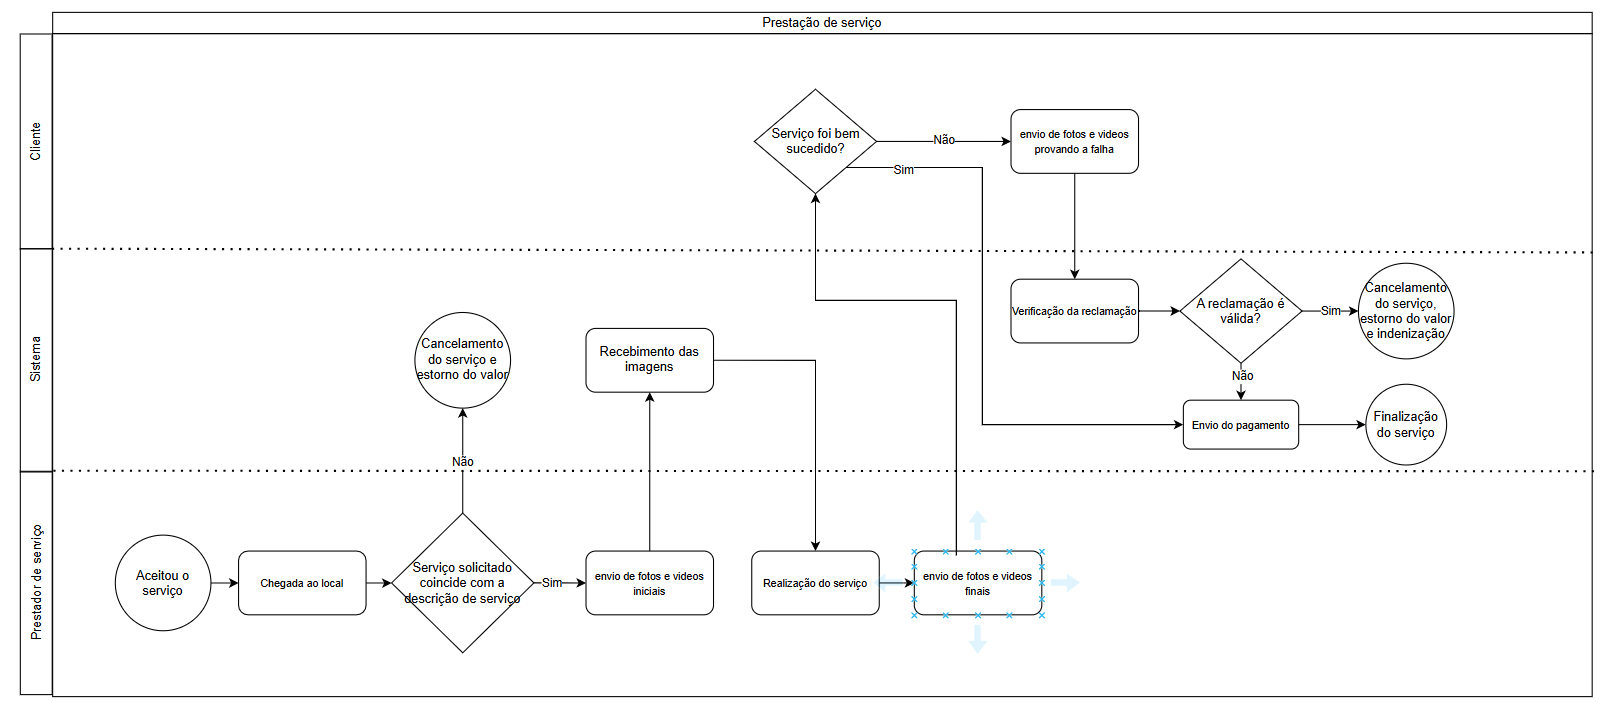 Prestação de serviço
Cliente
Serviço foi bem
sucedido?
Não
Sim
envio de fotos e videos
provando a falha
Sistema
Cancelamento
do serviço e
estorno do valor
Não
Recebimento das
imagens
Verificação da reclamação
A reclamação é
válida?
Sim
Não
Cancelamento
do serviço,
estorno do valor
e indenização
Envio do pagamento
Finalização
do serviço
Prestador de serviço
Aceitou o
serviço
Chegada ao local
Serviço solicitado
coincide com a
descrição de serviço
Sim
envio de fotos e videos
iniciais
Realização do serviço
envio de fotos e videos
finais